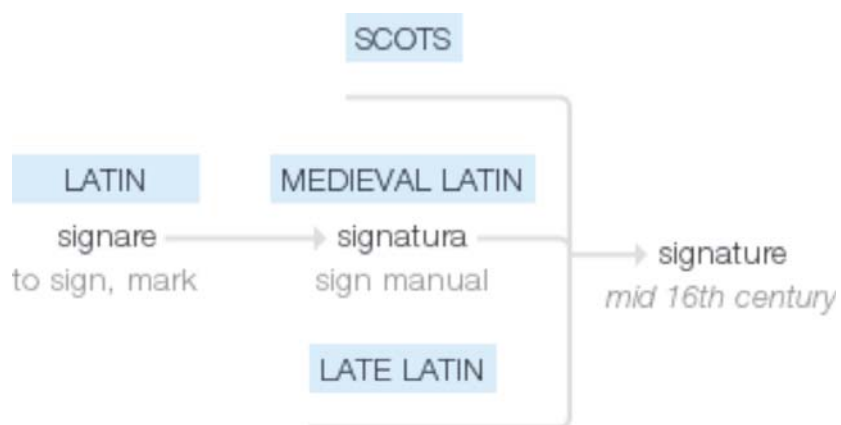 SCOTS
LATIN
MEDIEVAL LATIN
signare
signatura
signature
to sign, mark
sign manual
mid 16th century
LATE LATIN